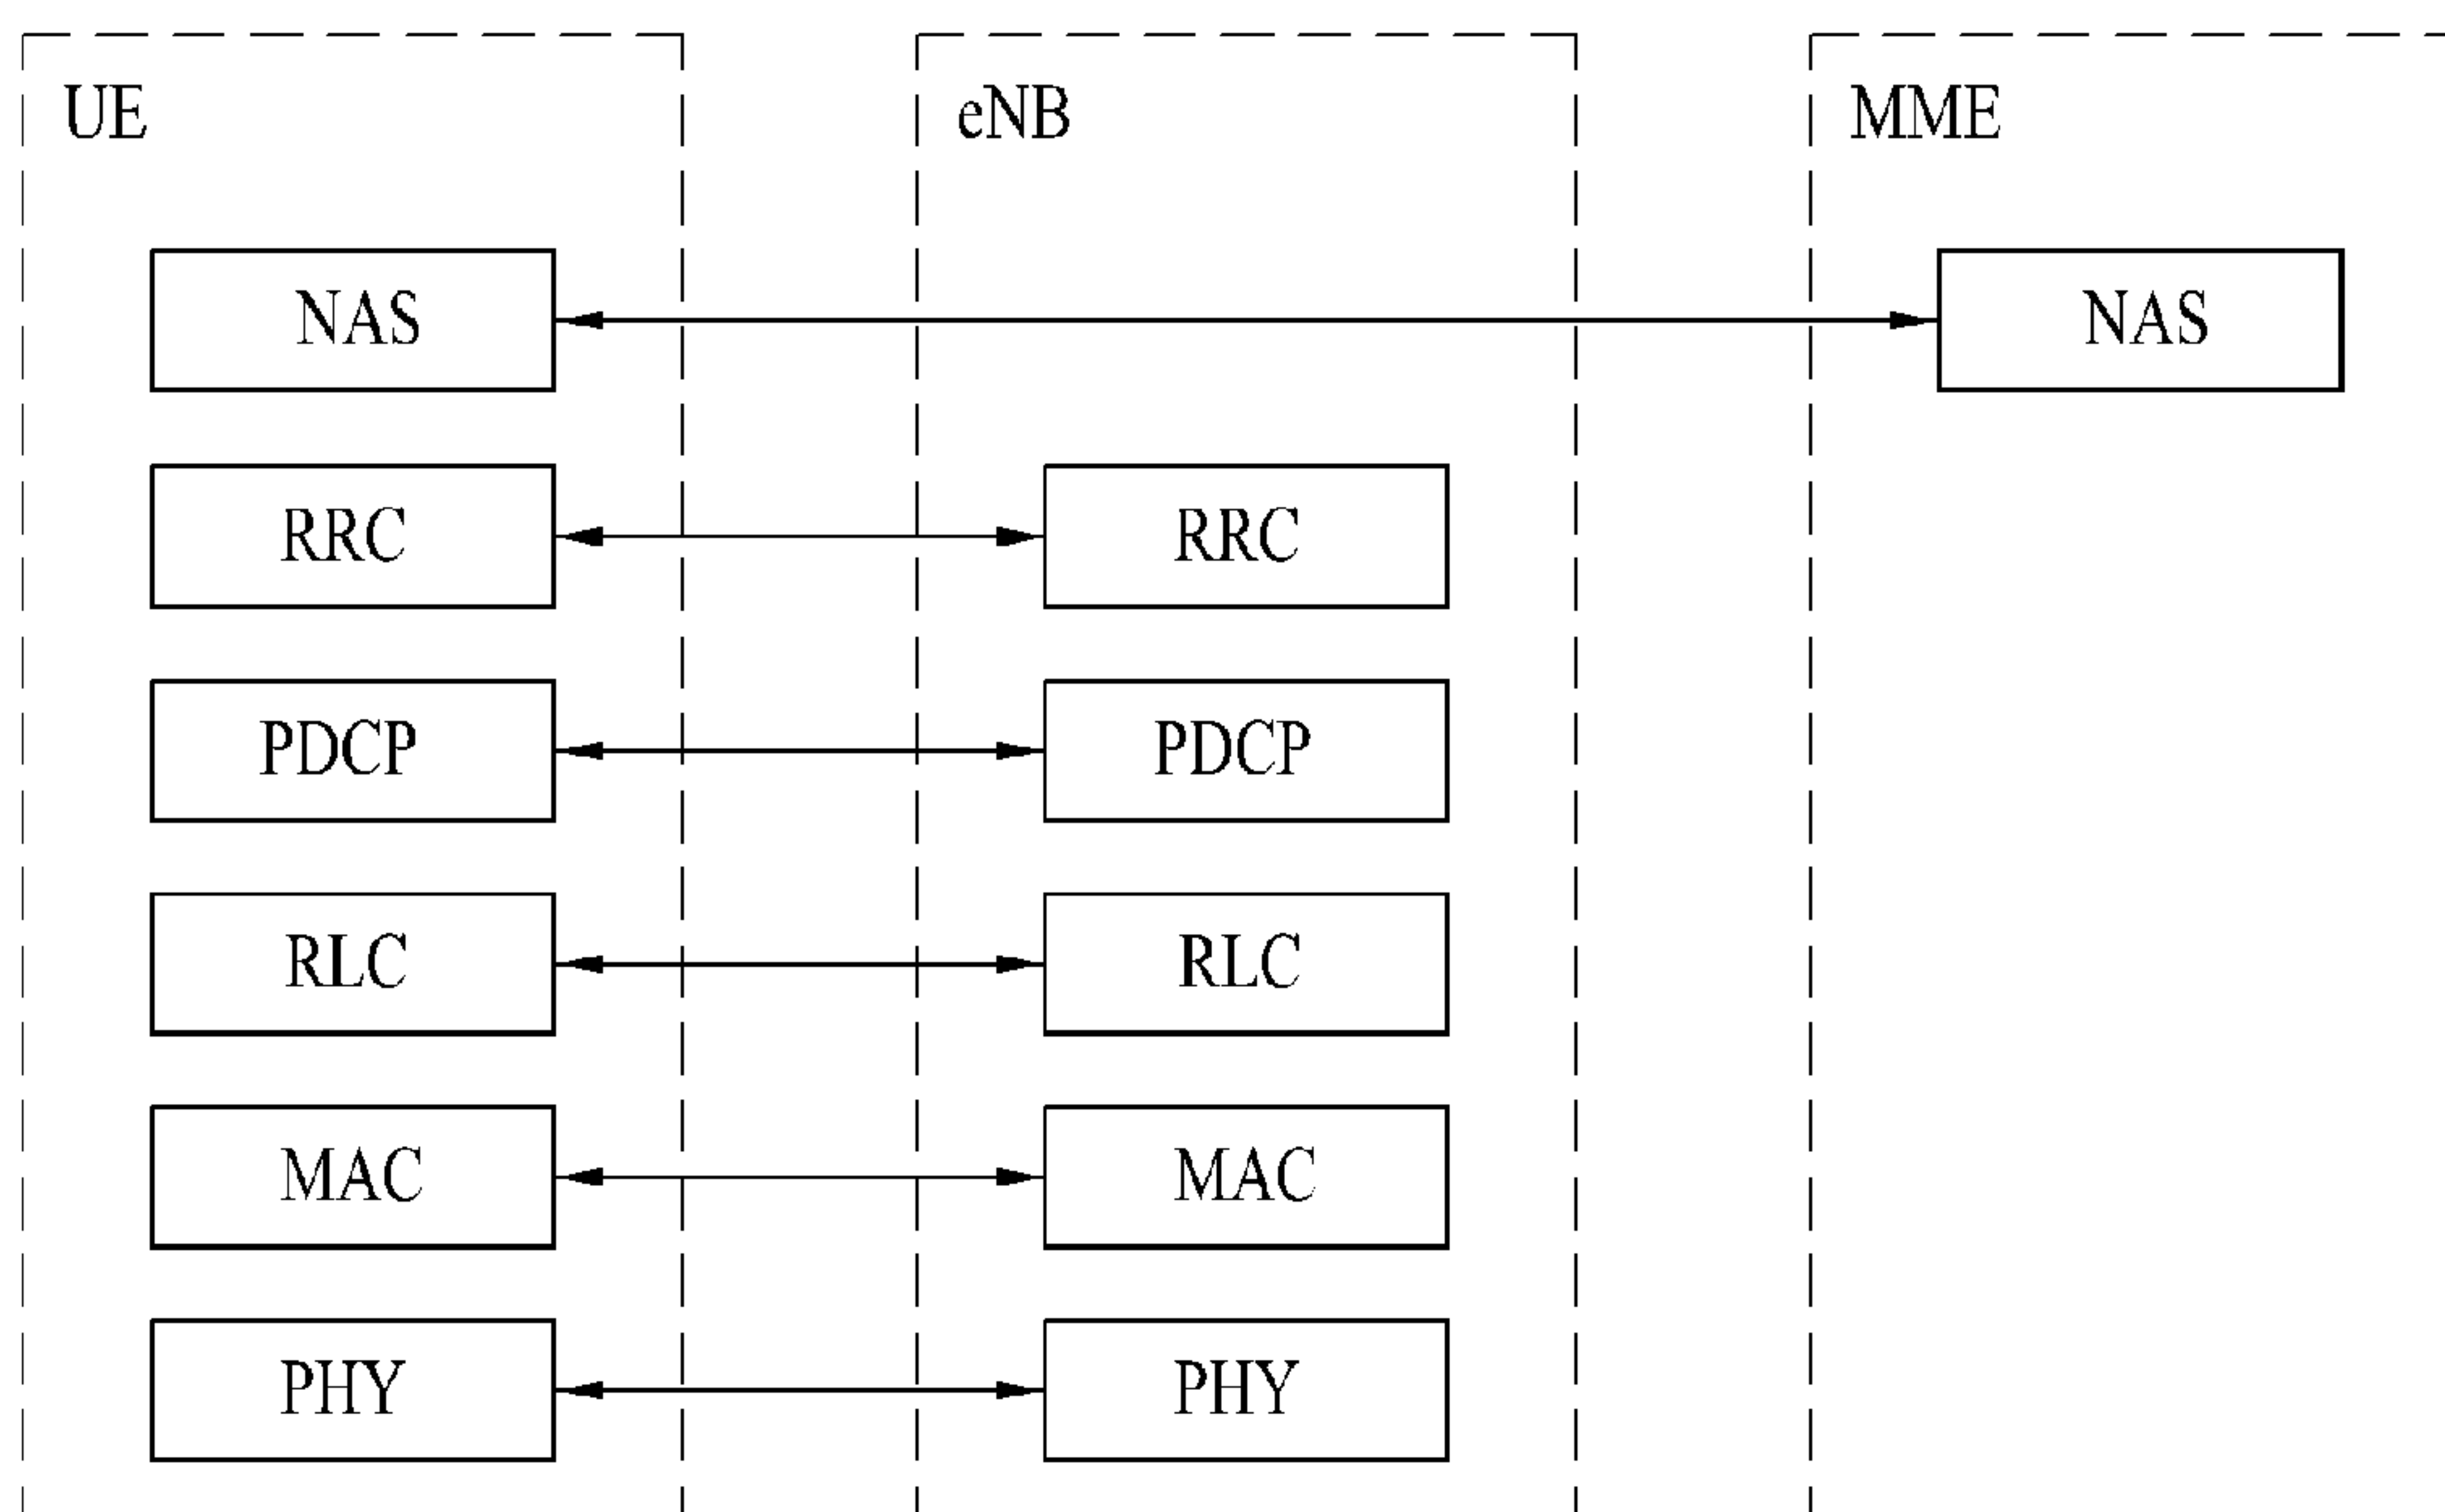 UE eNB MME
NAS NAS
RRC RRC
PDCP PDCP
RLC RLC
MAC MAC
PHY PHY